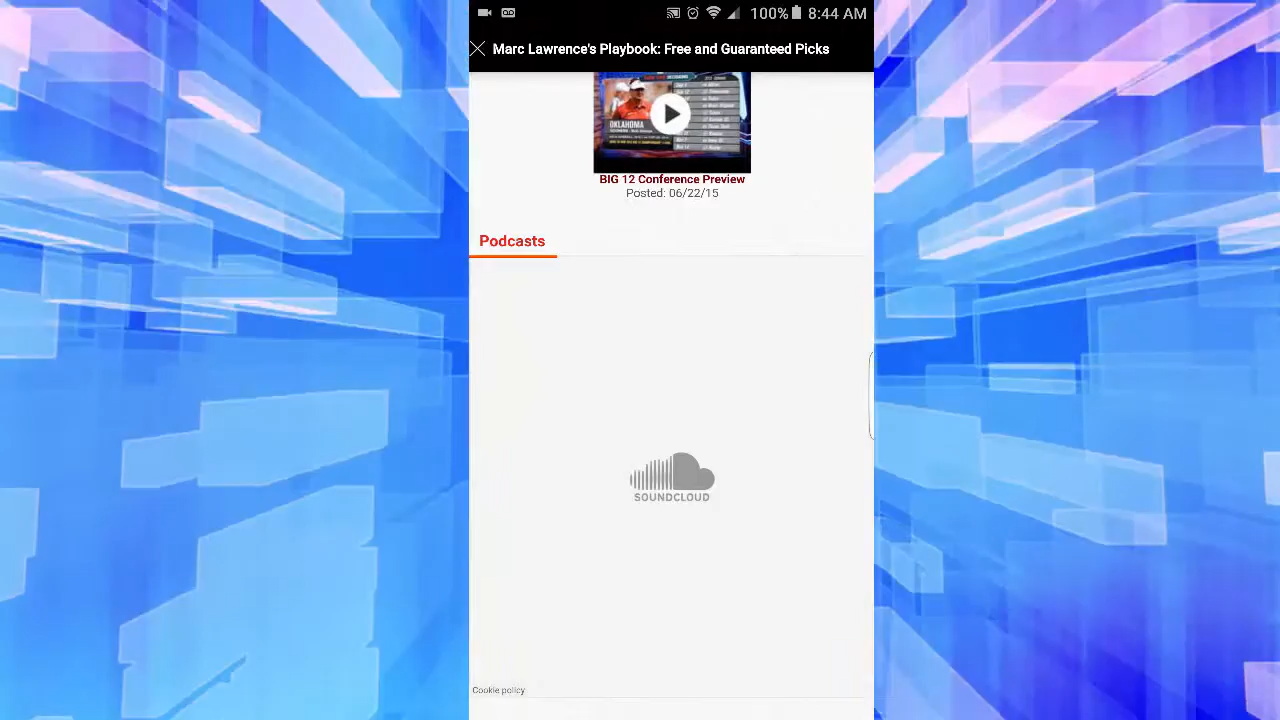 100% 8:44 AM
Marc Lawrence's Playbook: Free and Guaranteed Picks
OKLAHOMA
BIG 12 Conference Preview
Posted: 06/22/15
Podcasts
SOUNDCLOUD
Cookie policy